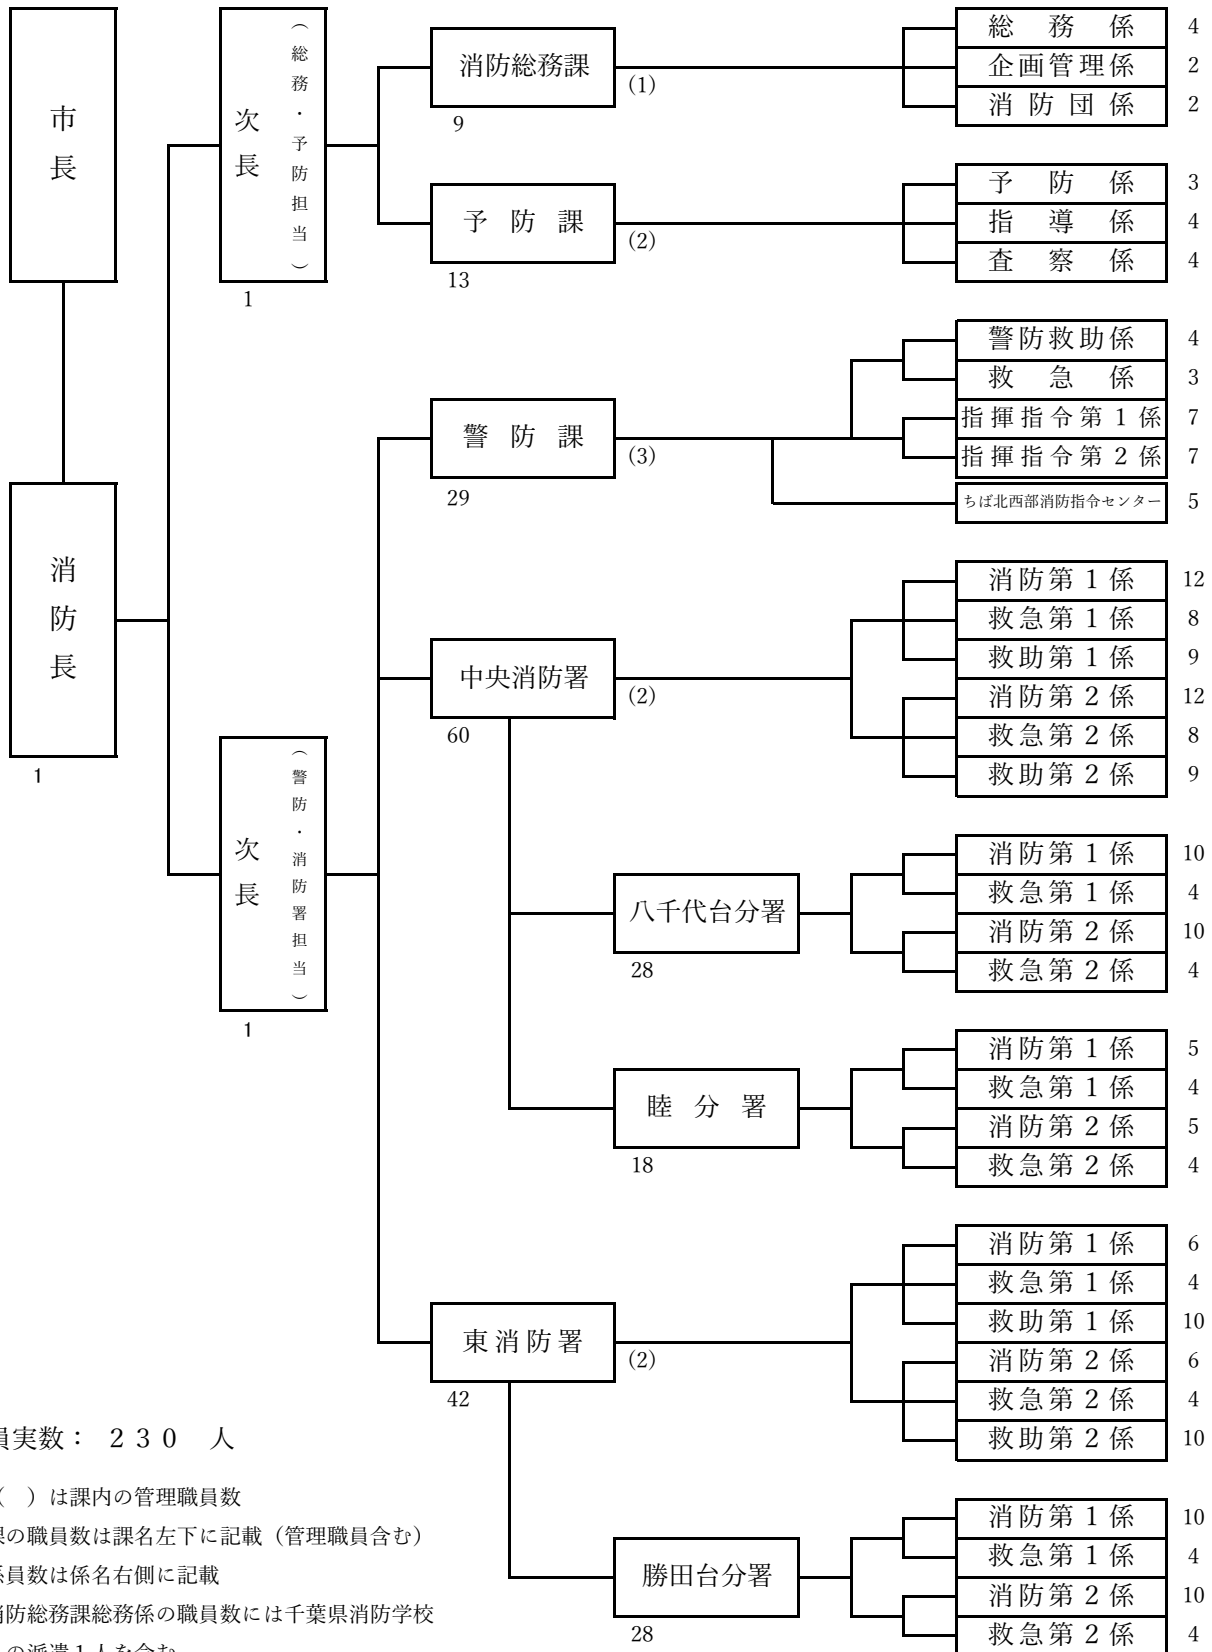 市長
消防長
1
次長
（総務・予防担当）
1
次長
（警防・消防署担当）
1
消防総務課
(1)
9
総務係 4
企画管理係 2
消防団係 2
予防課
(2)
13
予防係 3
指導係 4
査察係 4
警防課
(3)
29
警防救助係 4
救急係 3
指揮指令第１係 7
指揮指令第２係 7
ちば北西部消防指令センター 5
中央消防署
(2)
60
消防第１係 12
救急第１係 8
救助第１係 9
消防第２係 12
救急第２係 8
救助第２係 9
八千代台分署
28
消防第１係 10
救急第１係 4
消防第２係 10
救急第２係 4
睦分署
18
消防第１係 5
救急第１係 4
消防第２係 5
救急第２係 4
東消防署
(2)
42
消防第１係 6
救急第１係 4
救助第１係 10
消防第２係 6
救急第２係 4
救助第２係 10
勝田台分署
28
消防第１係 10
救急第１係 4
消防第２係 10
救急第２係 4
員実数： ２３０ 人
（ ）は課内の管理職員数
課の職員数は課名左下に記載（管理職員含む）
係員数は係名右側に記載
消防総務課総務係の職員数には千葉県消防学校
の派遣１人を含む